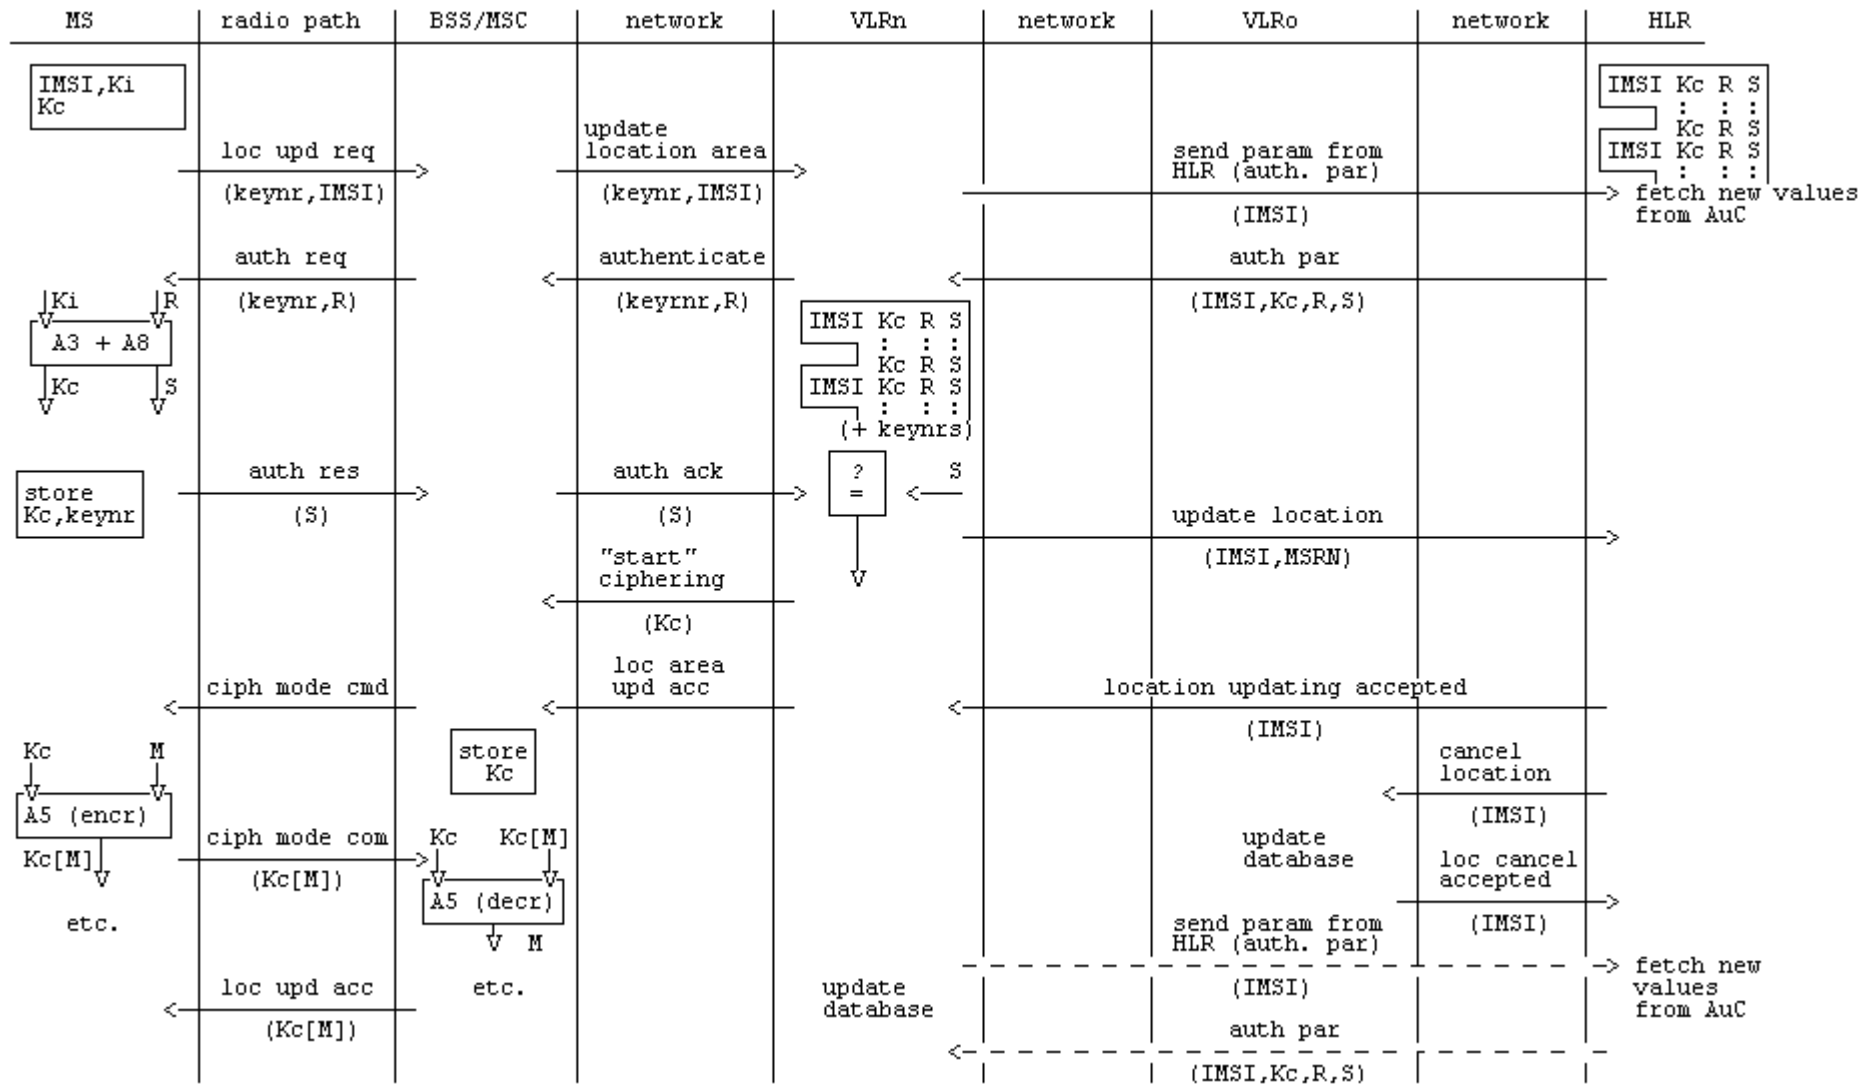 MS radio path BSS/MSC network VLRn network VLRo network HLR
IMSI,Ki
Kc
IMSI Kc R S
: : :
Kc R S
IMSI Kc R S
: : :
loc upd req
(keynr,IMSI)
update
location area
(keynr,IMSI)
send param from
HLR (auth. par)
(IMSI)
fetch new values
from AuC
auth req
(keynr,R)
authenticate
(keyrnr,R)
auth par
(IMSI,Kc,R,S)
Ki R
A3 + A8
Kc S
IMSI Kc R S
: : :
Kc R S
IMSI Kc R S
: : :
(+ keynrs)
store
Kc,keynr
auth res
(S)
auth ack
(S)
?
=
S
update location
(IMSI,MSRN)
"start"
ciphering
(Kc)
ciph mode cmd
loc area
upd acc
location updating accepted
(IMSI)
Kc M
A5 (encr)
Kc[M]
etc.
store
Kc
cancel
location
(IMSI)
ciph mode com
(Kc[M])
Kc Kc[M]
A5 (decr)
M
etc.
update
database
loc cancel
accepted
(IMSI)
send param from
HLR (auth. par)
(IMSI)
fetch new
values
from AuC
loc upd acc
(Kc[M])
update
database
auth par
(IMSI,Kc,R,S)